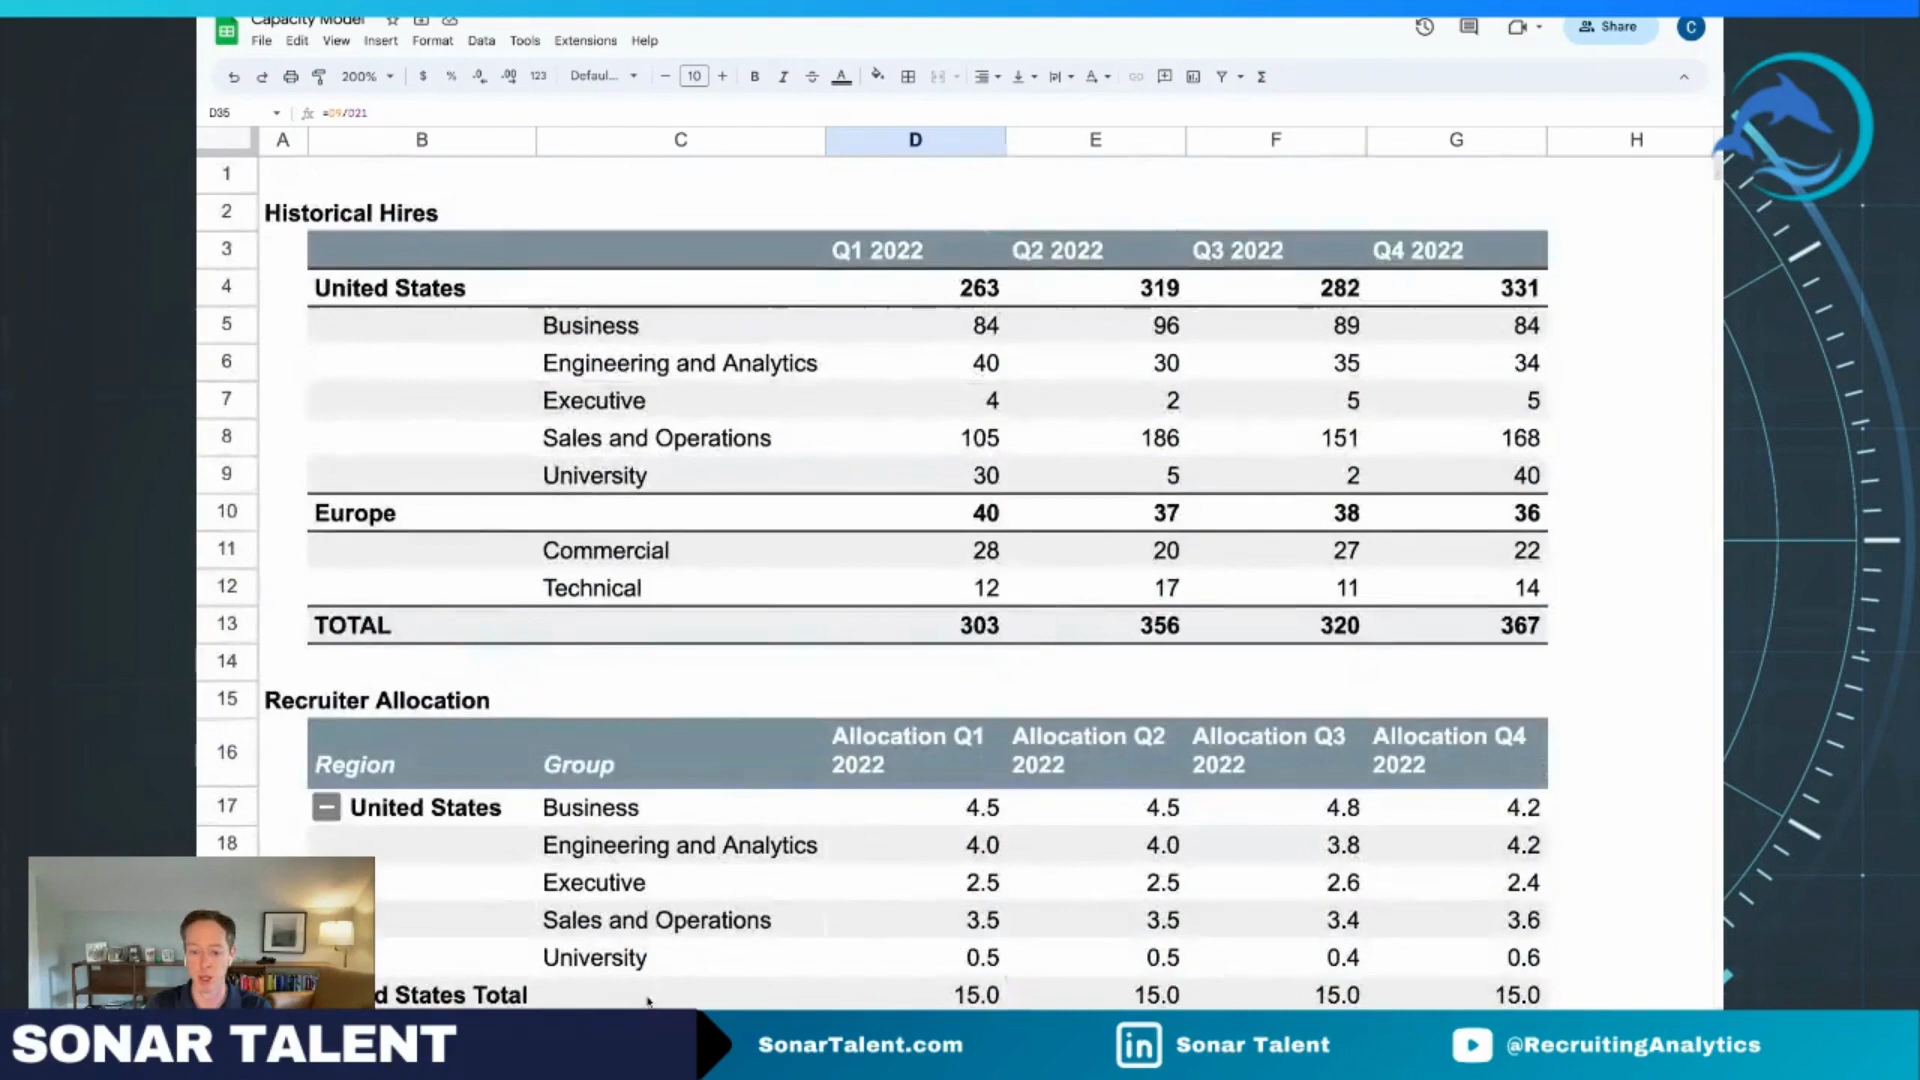 Capacity Model
File Edit View Insert Format Data Tools Extensions Help
Share
C
200% $ % .0 .00 123 Defaul... 10 B I A Σ
D35 fx =D9/D21
A B C D E F G H
1
2 Historical Hires
3 Q1 2022 Q2 2022 Q3 2022 Q4 2022
4 United States 263 319 282 331
5 Business 84 96 89 84
6 Engineering and Analytics 40 30 35 34
7 Executive 4 2 5 5
8 Sales and Operations 105 186 151 168
9 University 30 5 2 40
10 Europe 40 37 38 36
11 Commercial 28 20 27 22
12 Technical 12 17 11 14
13 TOTAL 303 356 320 367
14
15 Recruiter Allocation
16 Region Group Allocation Q1 2022 Allocation Q2 2022 Allocation Q3 2022 Allocation Q4 2022
17 United States Business 4.5 4.5 4.8 4.2
18 Engineering and Analytics 4.0 4.0 3.8 4.2
Executive 2.5 2.5 2.6 2.4
Sales and Operations 3.5 3.5 3.4 3.6
University 0.5 0.5 0.4 0.6
d States Total 15.0 15.0 15.0 15.0
SONAR TALENT
SonarTalent.com
in Sonar Talent
@RecruitingAnalytics